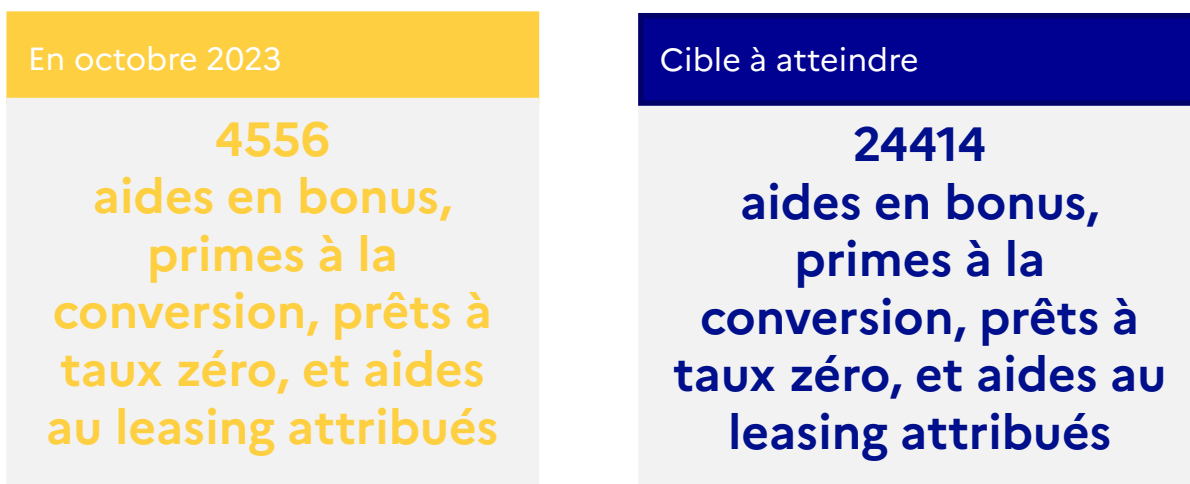 En octobre 2023
4556
aides en bonus,
primes à la
conversion, prêts à
taux zéro, et aides
au leasing attribués
Cible à atteindre
24414
aides en bonus,
primes à la
conversion, prêts à
taux zéro, et aides au
leasing attribués